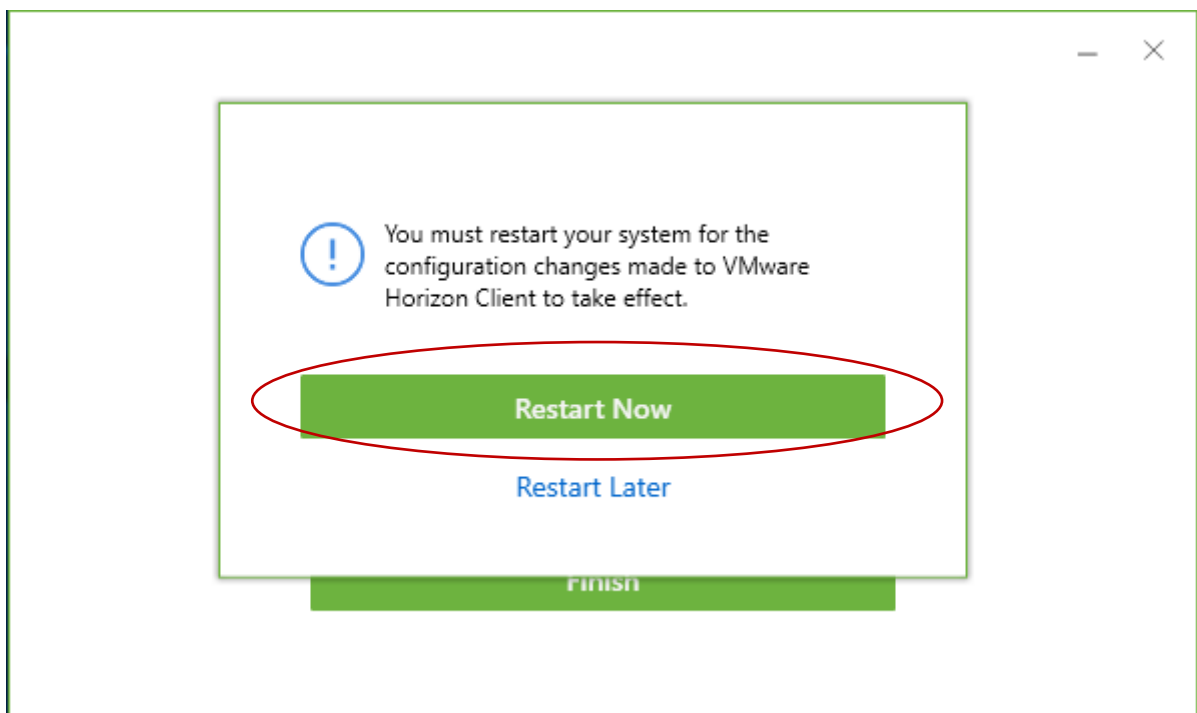 You must restart your system for the
configuration changes made to VMware
Horizon Client to take effect.
Restart Now
Restart Later
Finish